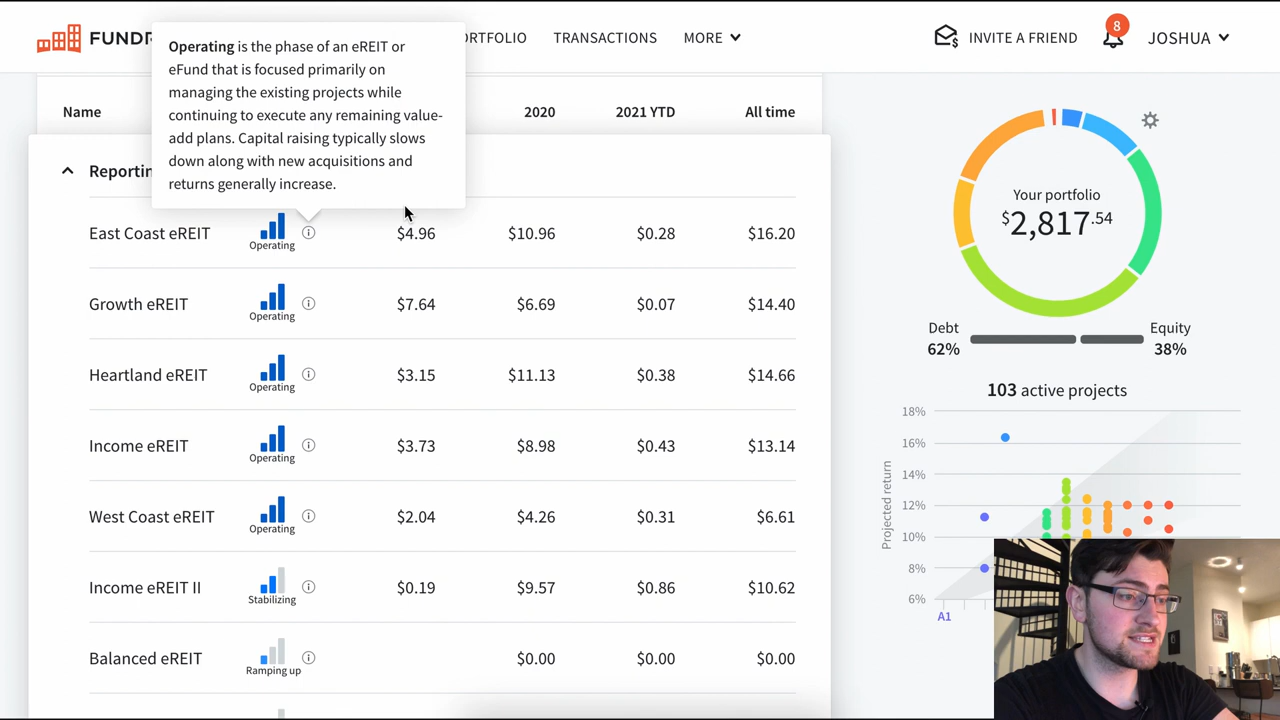 FUNDR
ORTFOLIO
TRANSACTIONS
MORE
INVITE A FRIEND
8
JOSHUA
Operating is the phase of an eREIT or
eFund that is focused primarily on
managing the existing projects while
continuing to execute any remaining value-
add plans. Capital raising typically slows
down along with new acquisitions and
returns generally increase.
Name 2020 2021 YTD All time
Reportin
East Coast eREIT Operating $4.96 $10.96 $0.28 $16.20
Growth eREIT Operating $7.64 $6.69 $0.07 $14.40
Heartland eREIT Operating $3.15 $11.13 $0.38 $14.66
Income eREIT Operating $3.73 $8.98 $0.43 $13.14
West Coast eREIT Operating $2.04 $4.26 $0.31 $6.61
Income eREIT II Stabilizing $0.19 $9.57 $0.86 $10.62
Balanced eREIT Ramping up $0.00 $0.00 $0.00
Your portfolio
$2,817.54
Debt
62%
Equity
38%
103 active projects
Projected return
18%
16%
14%
12%
10%
8%
6%
A1